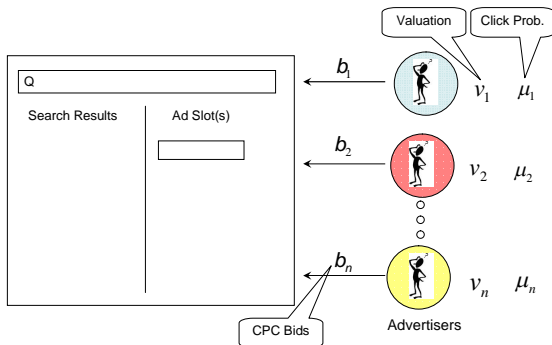 Valuation
Click Prob.
Q
b₁
v₁
μ₁
Search Results
Ad Slot(s)
b₂
v₂
μ₂
bₙ
vₙ
μₙ
CPC Bids
Advertisers